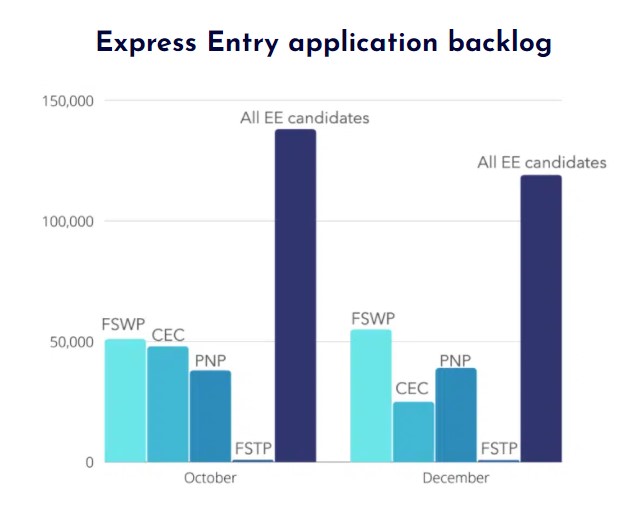 Express Entry application backlog
150,000
All EE candidates
All EE candidates
100,000
FSWP
CEC
FSWP
50,000
PNP
PNP
CEC
FSTP
FSTP
0
October
December